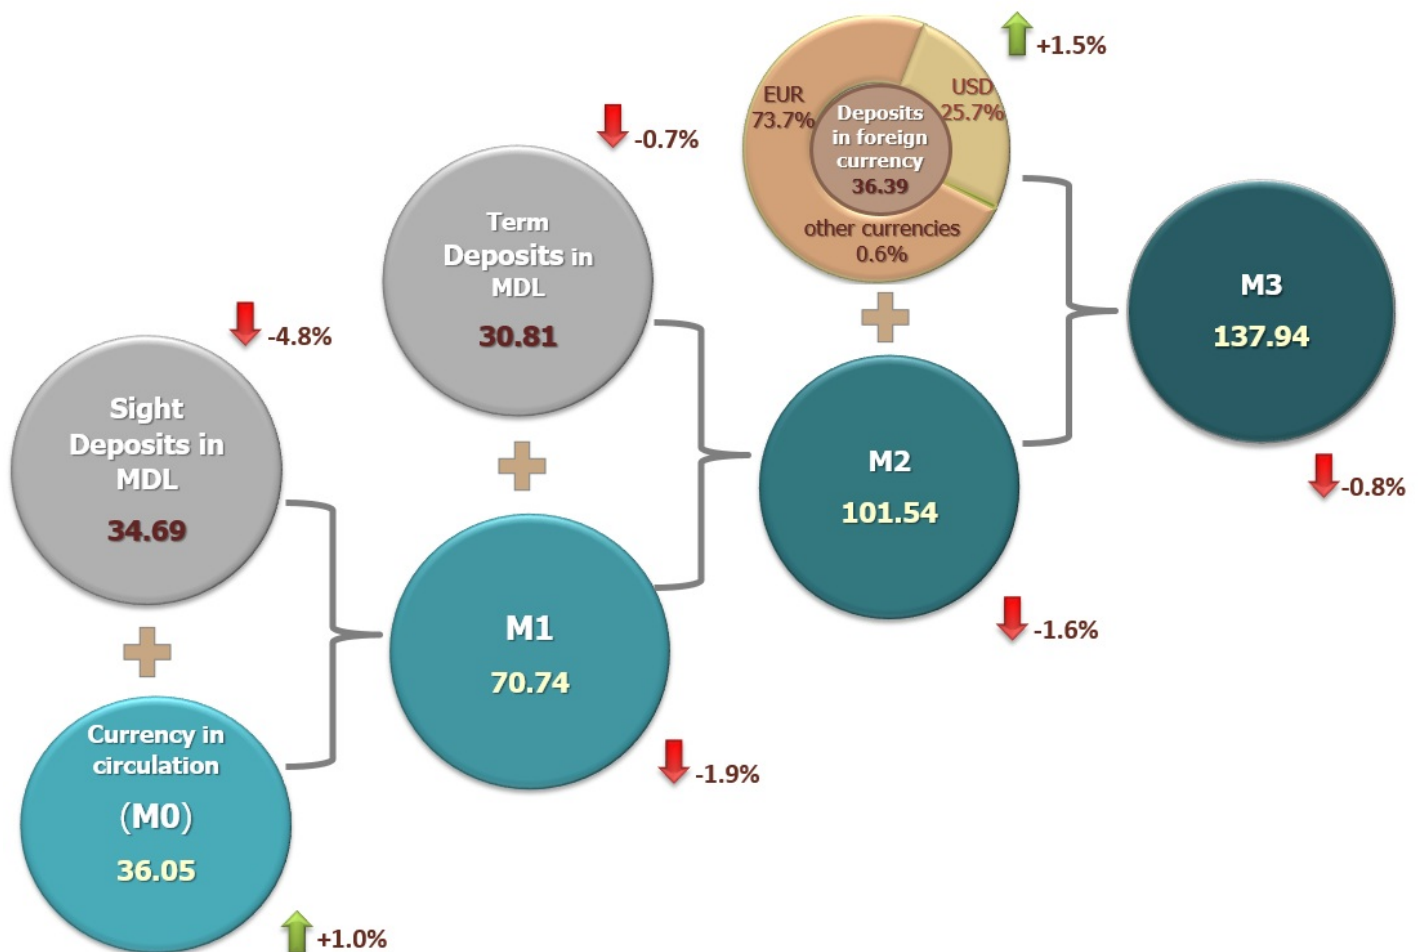 Sight
Deposits in
MDL
34.69
-4.8%
Currency in
circulation
(M0)
36.05
+1.0%
Term
Deposits in
MDL
30.81
-0.7%
M1
70.74
-1.9%
EUR
73.7%
USD
25.7%
Deposits
in foreign
currency
36.39
other currencies
0.6%
+1.5%
M2
101.54
-1.6%
M3
137.94
-0.8%